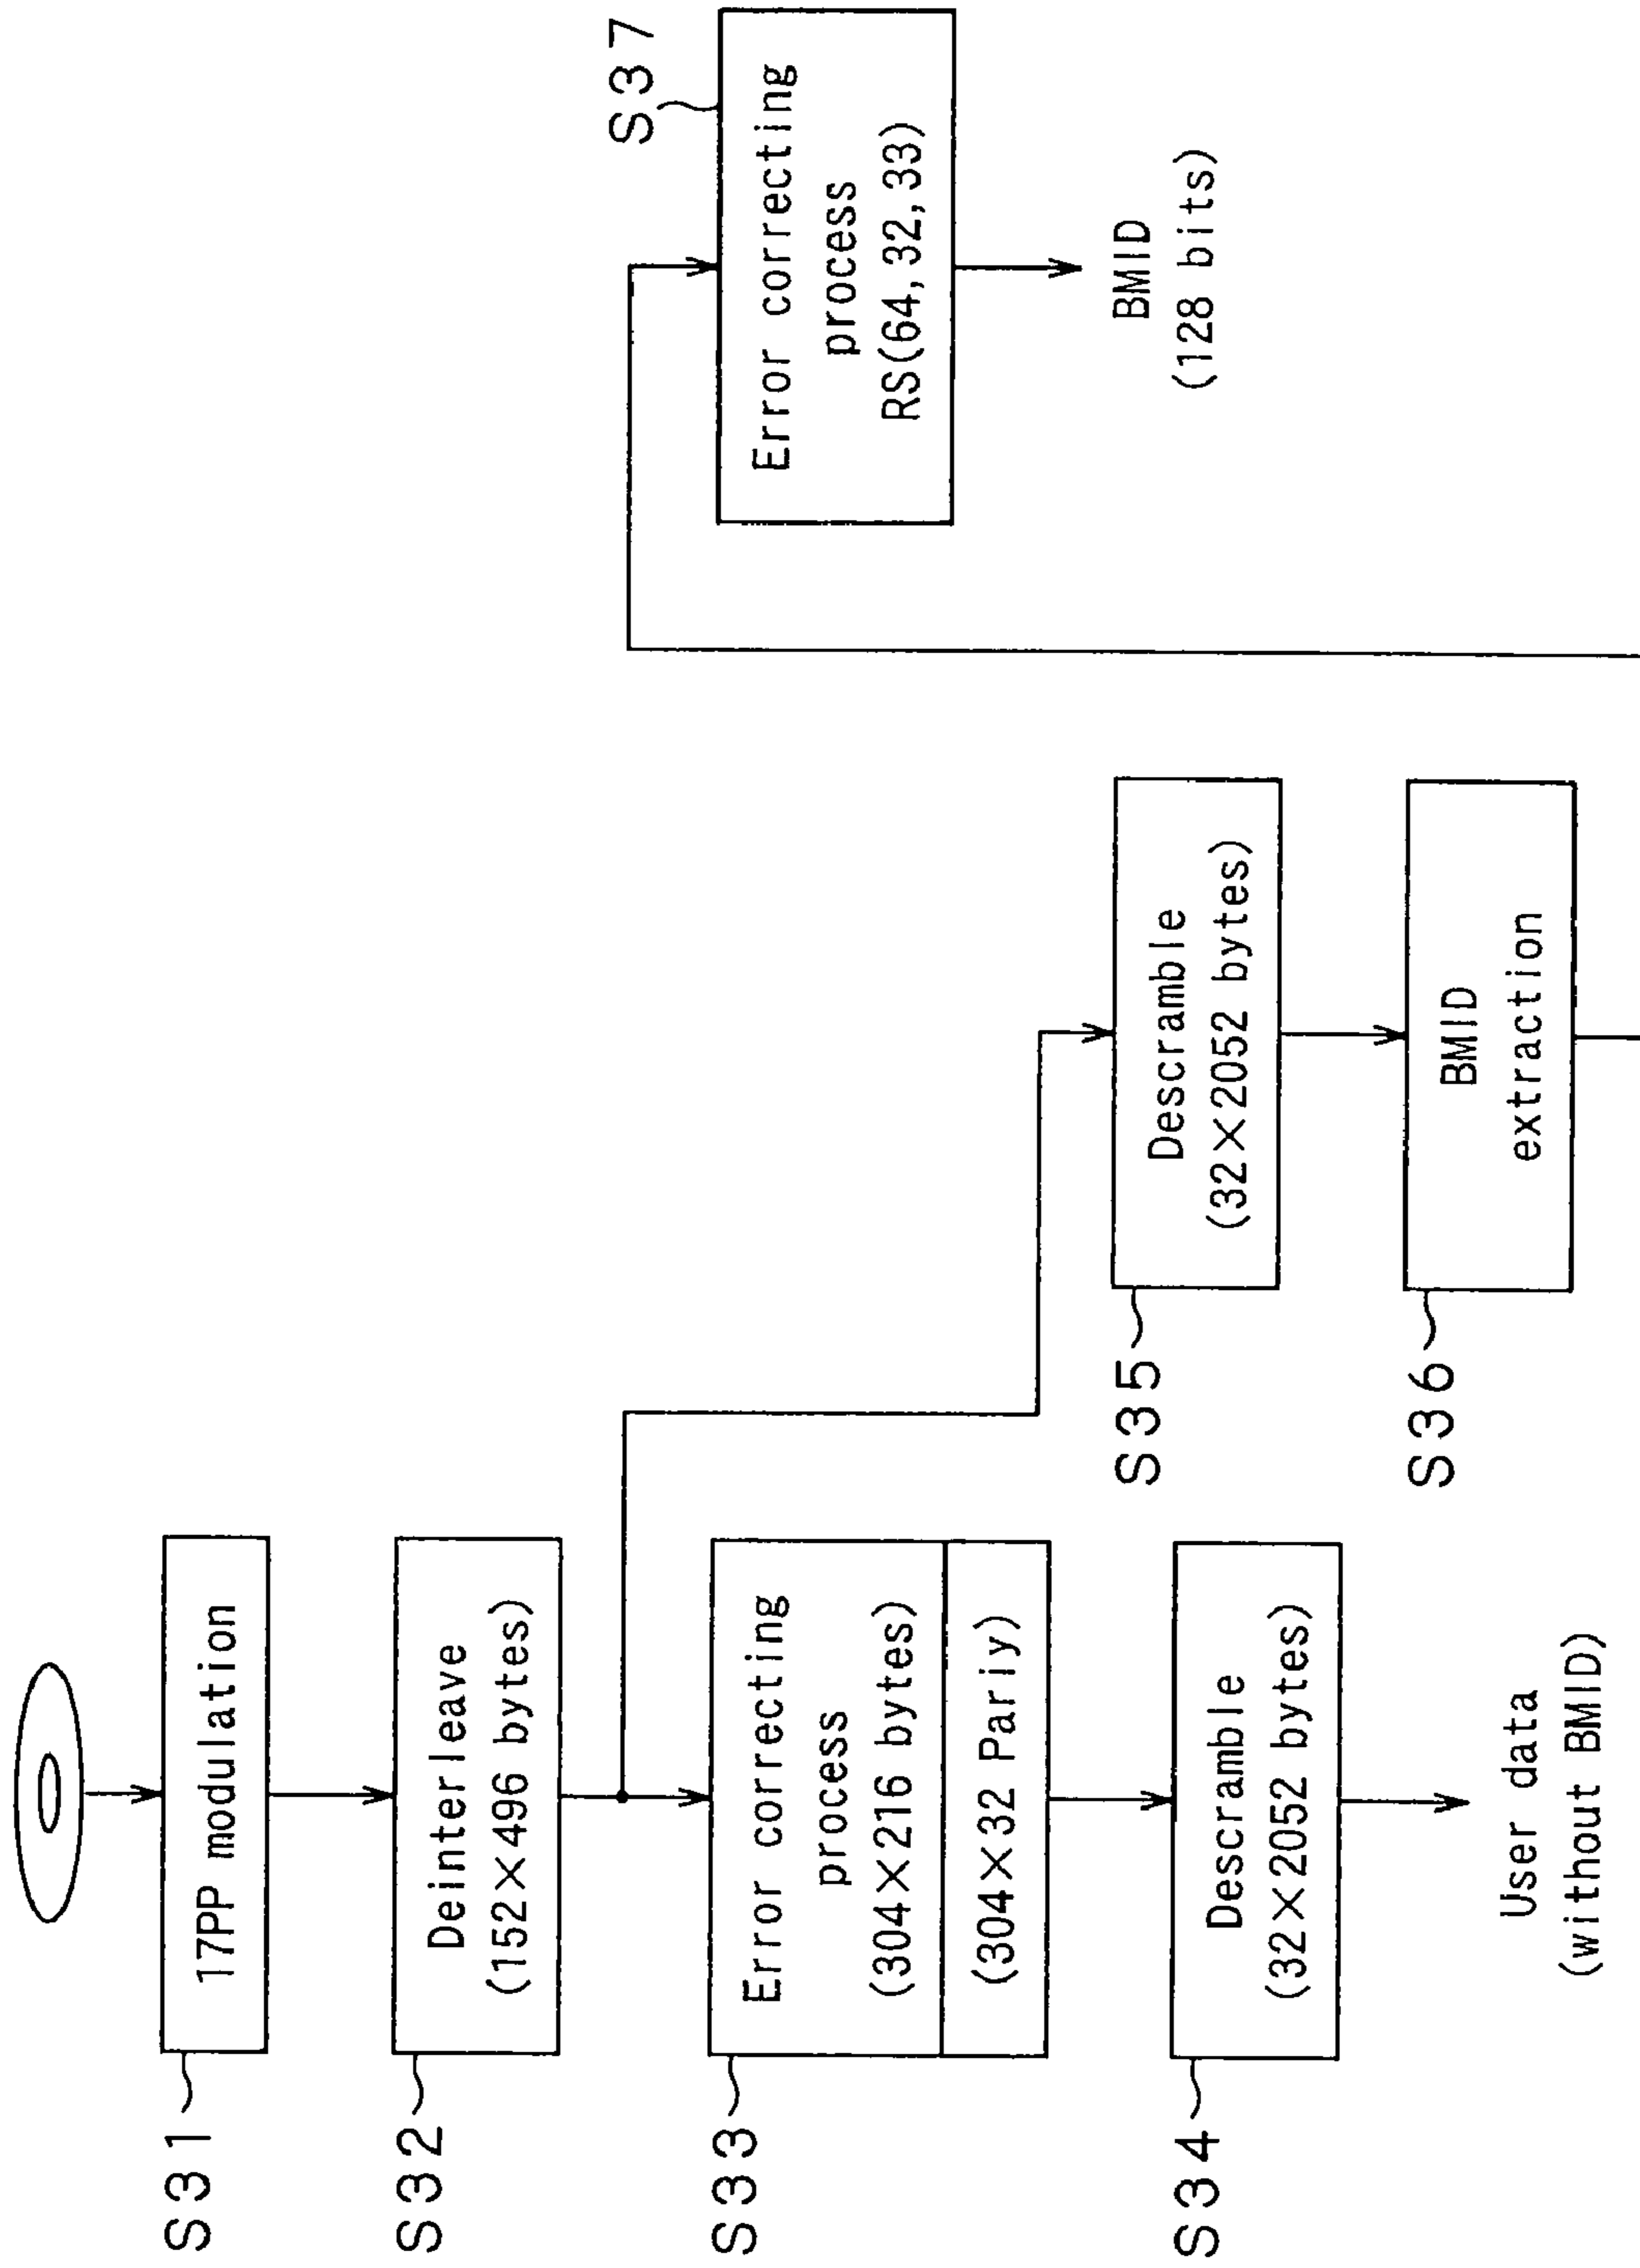 S31
17PP modulation
S32
Deinterleave
(152×496 bytes)
S33
Error correcting
process
(304×216 bytes)
(304×32 Pariy)
S34
Descramble
(32×2052 bytes)
User data
(without BMID)
S35
Descramble
(32×2052 bytes)
S36
BMID
extraction
S37
Error correcting
process
RS(64,32,33)
BMID
(128 bits)